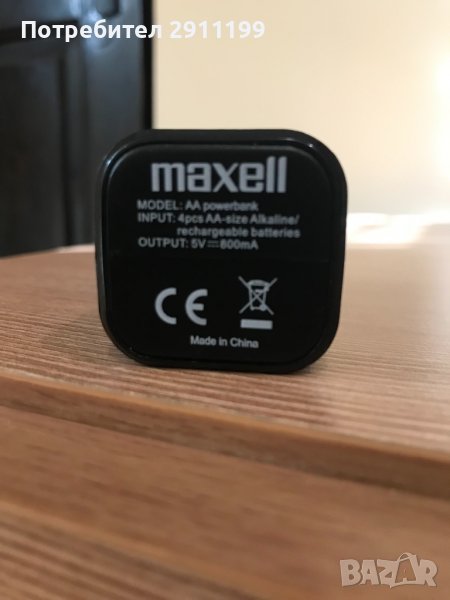 Потребител 2911199
maxell
MODEL: AA powerbank
INPUT: 4pcs AA-size Alkaline/
rechargeable batteries
OUTPUT: 5V⎓800mA
CE
Made in China
BAZAR